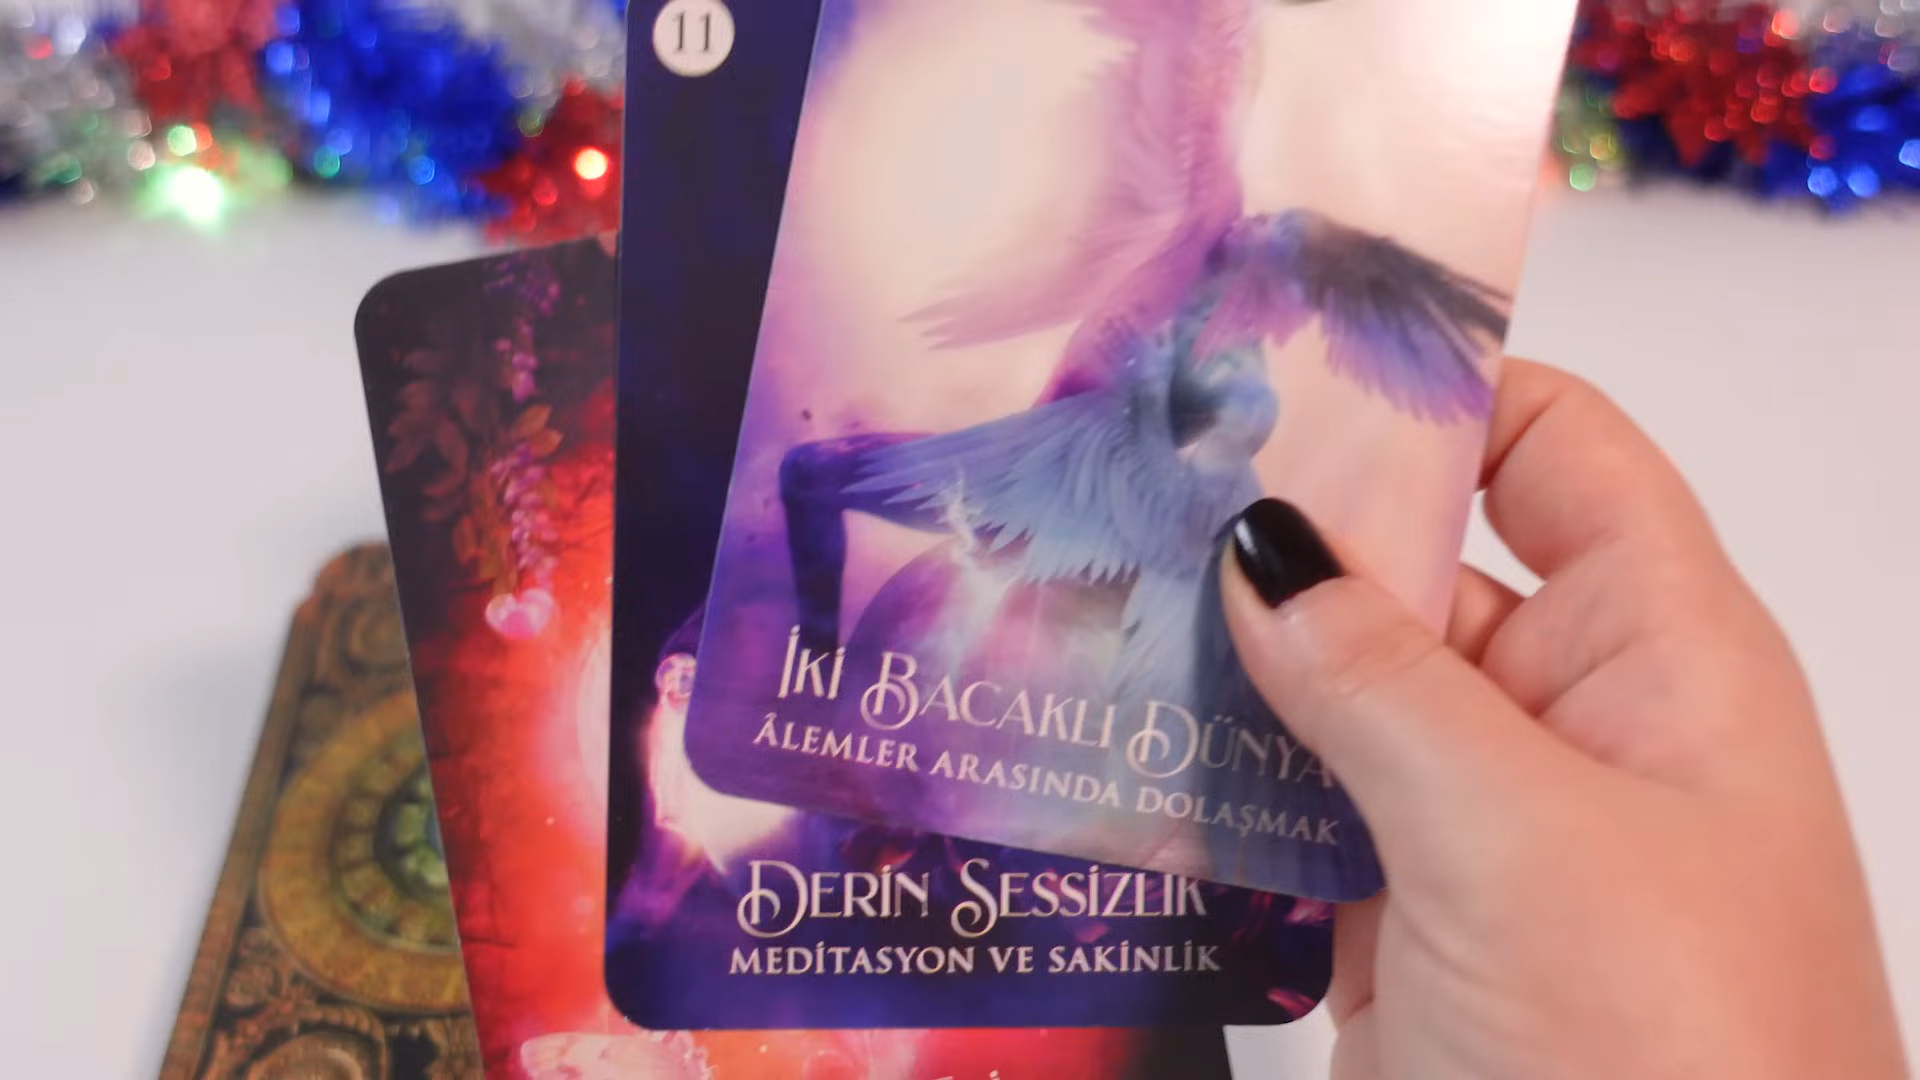 11
İKİ BACAKLI DÜNYA
ÂLEMLER ARASINDA DOLAŞMAK
DERİN SESSİZLİK
MEDİTASYON VE SAKİNLİK